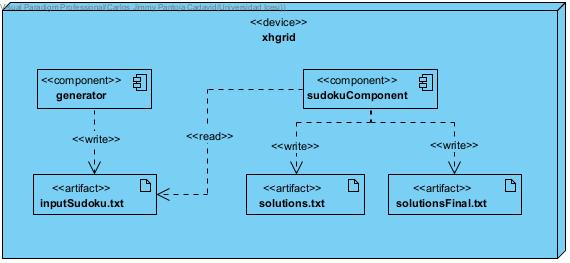 Visual Paradigm Professional(Carlos Jimmy Pantoja Cadavid(Universidad Icesi))
<<device>>
xhgrid
<<component>>
generator
<<component>>
sudokuComponent
<<write>>
<<read>>
<<write>>
<<write>>
<<artifact>>
inputSudoku.txt
<<artifact>>
solutions.txt
<<artifact>>
solutionsFinal.txt